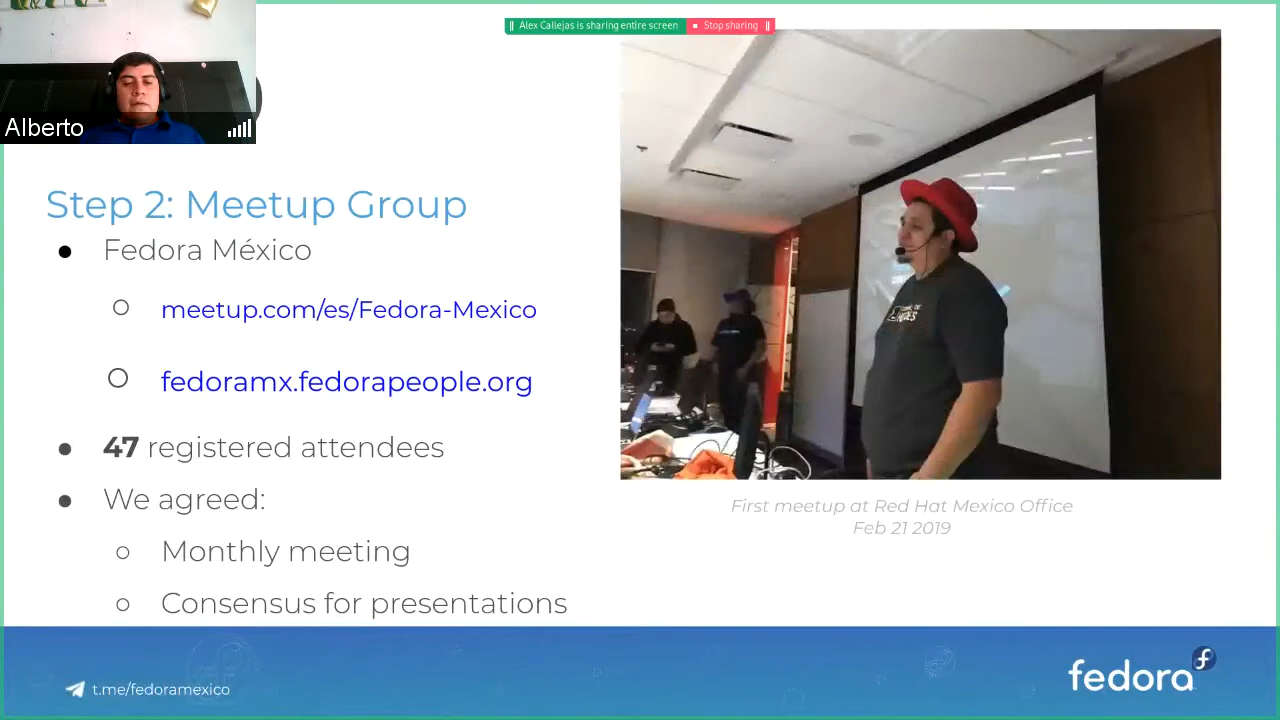 Alex Callejas is sharing entire screen
Stop sharing
Alberto
Step 2: Meetup Group
Fedora México
meetup.com/es/Fedora-Mexico
fedoramx.fedorapeople.org
47 registered attendees
We agreed:
Monthly meeting
Consensus for presentations
First meetup at Red Hat Mexico Office
Feb 21 2019
t.me/fedoramexico
fedora